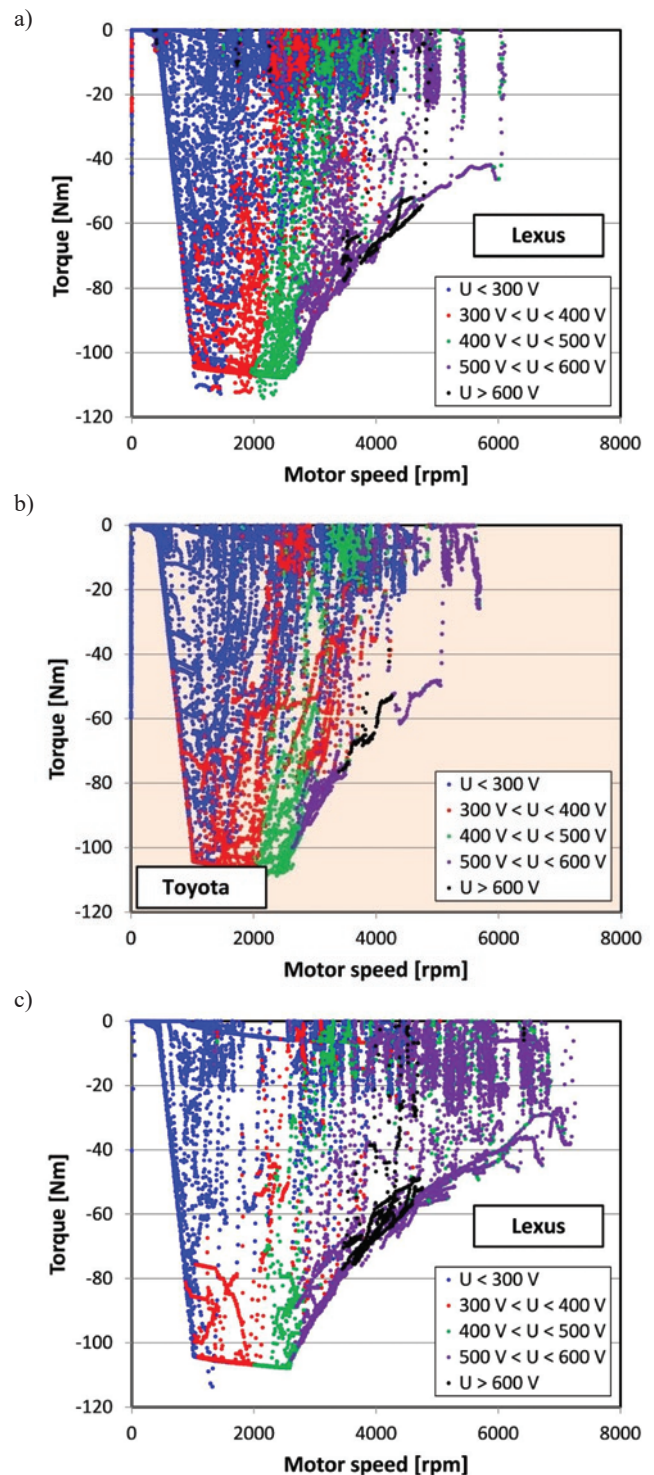 a)
0
-20
-40
-60
-80
-100
-120
Torque [Nm]
Lexus
U < 300 V
300 V < U < 400 V
400 V < U < 500 V
500 V < U < 600 V
U > 600 V
0 2000 4000 6000 8000
Motor speed [rpm]
b)
0
-20
-40
-60
-80
-100
-120
Torque [Nm]
U < 300 V
300 V < U < 400 V
400 V < U < 500 V
500 V < U < 600 V
U > 600 V
Toyota
0 2000 4000 6000 8000
Motor speed [rpm]
c)
0
-20
-40
-60
-80
-100
-120
Torque [Nm]
Lexus
U < 300 V
300 V < U < 400 V
400 V < U < 500 V
500 V < U < 600 V
U > 600 V
0 2000 4000 6000 8000
Motor speed [rpm]